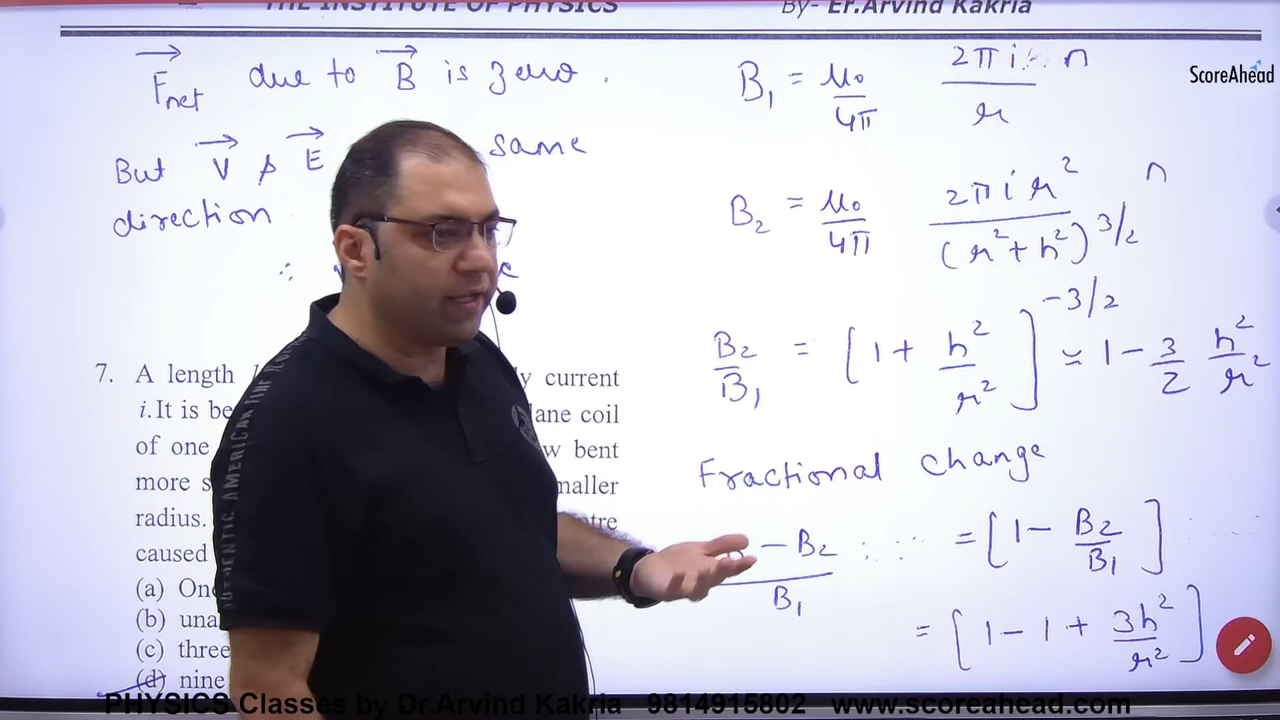 THE INSTITUTE OF PHYSICS By- Er.Arvind Kakria
ScoreAhead
F⃗net due to B⃗ is zero.
But V⃗ & E⃗ same
direction
∴
7. A length current
i.It is be lane coil
of one w bent
more s maller
radius. tre
caused
(a) On
(b) una
(c) three
(d) nine
B₁ = μ₀/4π 2πi n/r
B₂ = μ₀/4π 2πir²/(r²+h²)^3/2 n
B₂/B₁ = [1 + h²/r²]^-3/2 ≃ 1 - 3/2 h²/r²
Fractional change
- B₂/B₁ = [1 - B₂/B₁]
= [1 - 1 + 3h²/r²]
PHYSICS Classes by Dr.Arvind Kakria 9814915802 www.scoreahead.com